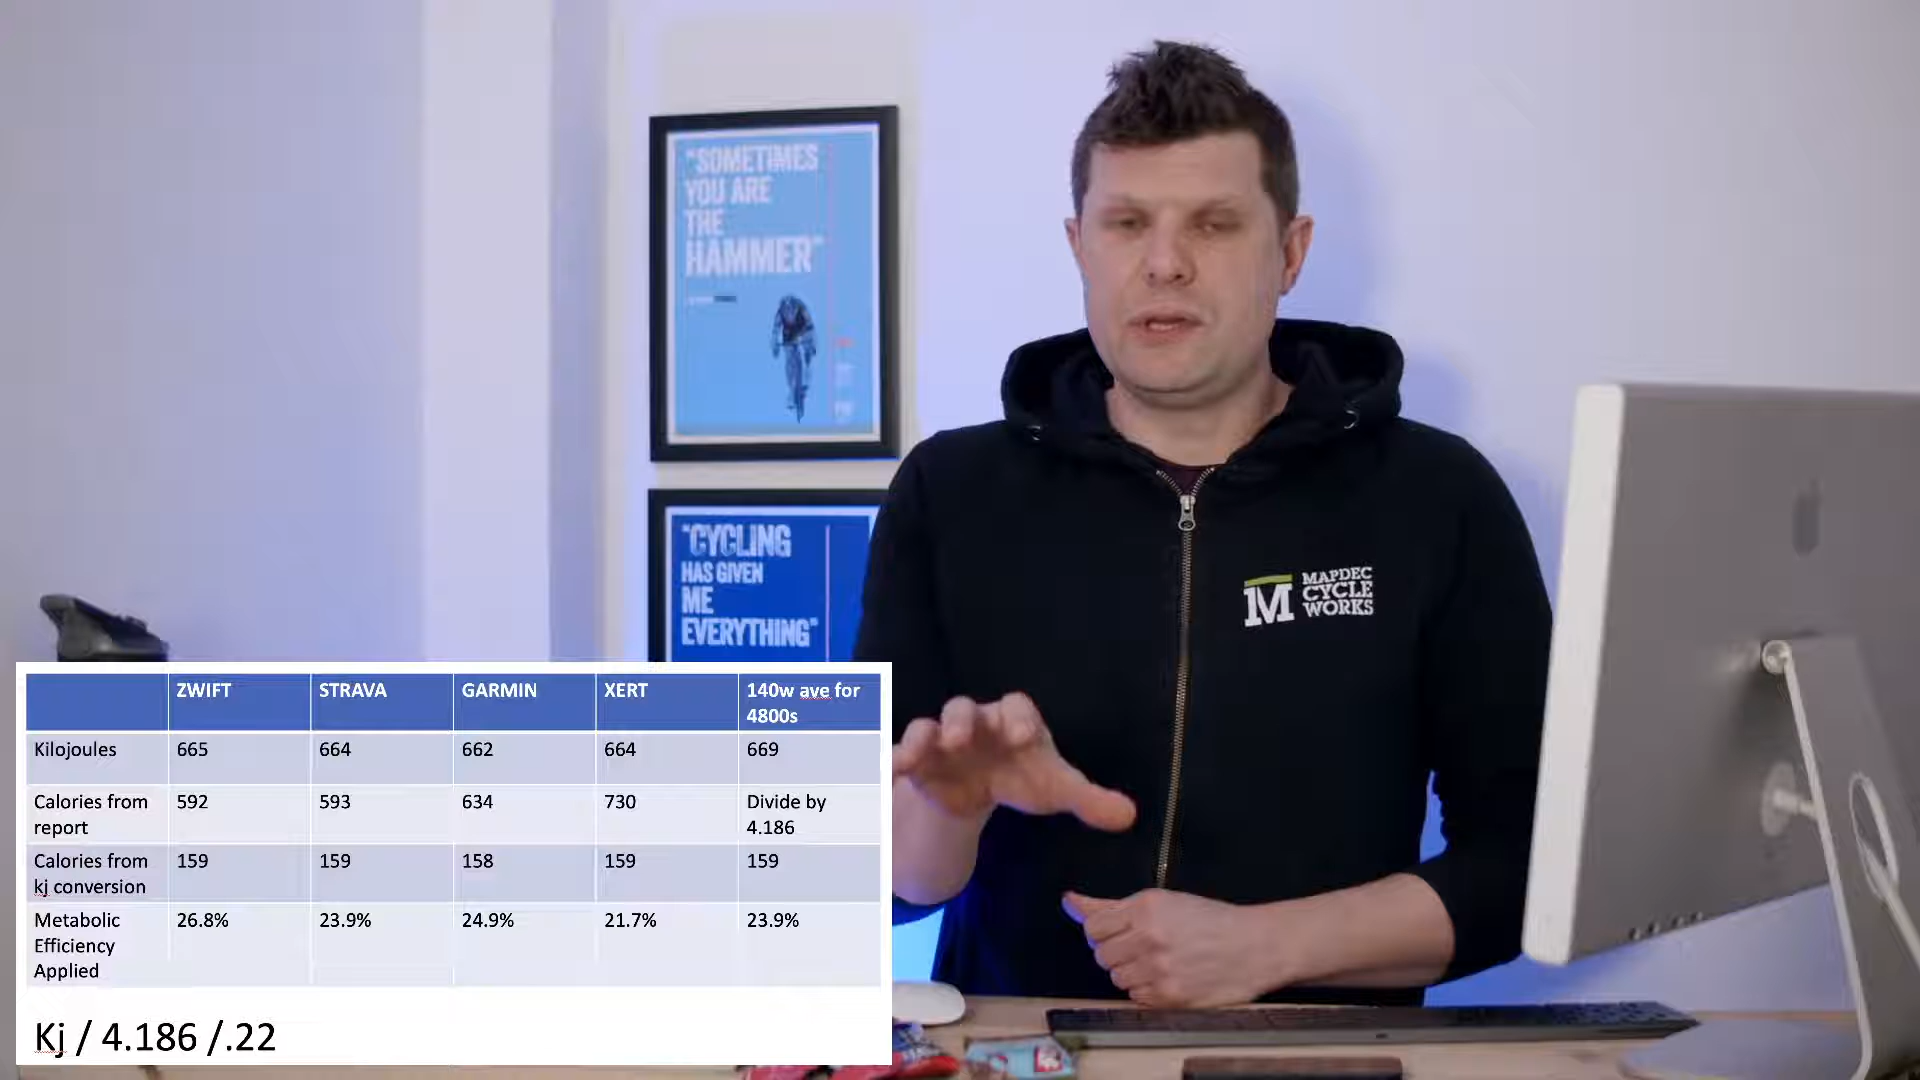 "SOMETIMES
YOU ARE
THE
HAMMER"
"CYCLING
HAS GIVEN
ME
EVERYTHING"
MAPDEC
CYCLE
WORKS
M
ZWIFT STRAVA GARMIN XERT 140w ave for 4800s
Kilojoules 665 664 662 664 669
Calories from report 592 593 634 730 Divide by 4.186
Calories from kj conversion 159 159 158 159 159
Metabolic Efficiency Applied 26.8% 23.9% 24.9% 21.7% 23.9%
Kj / 4.186 /.22